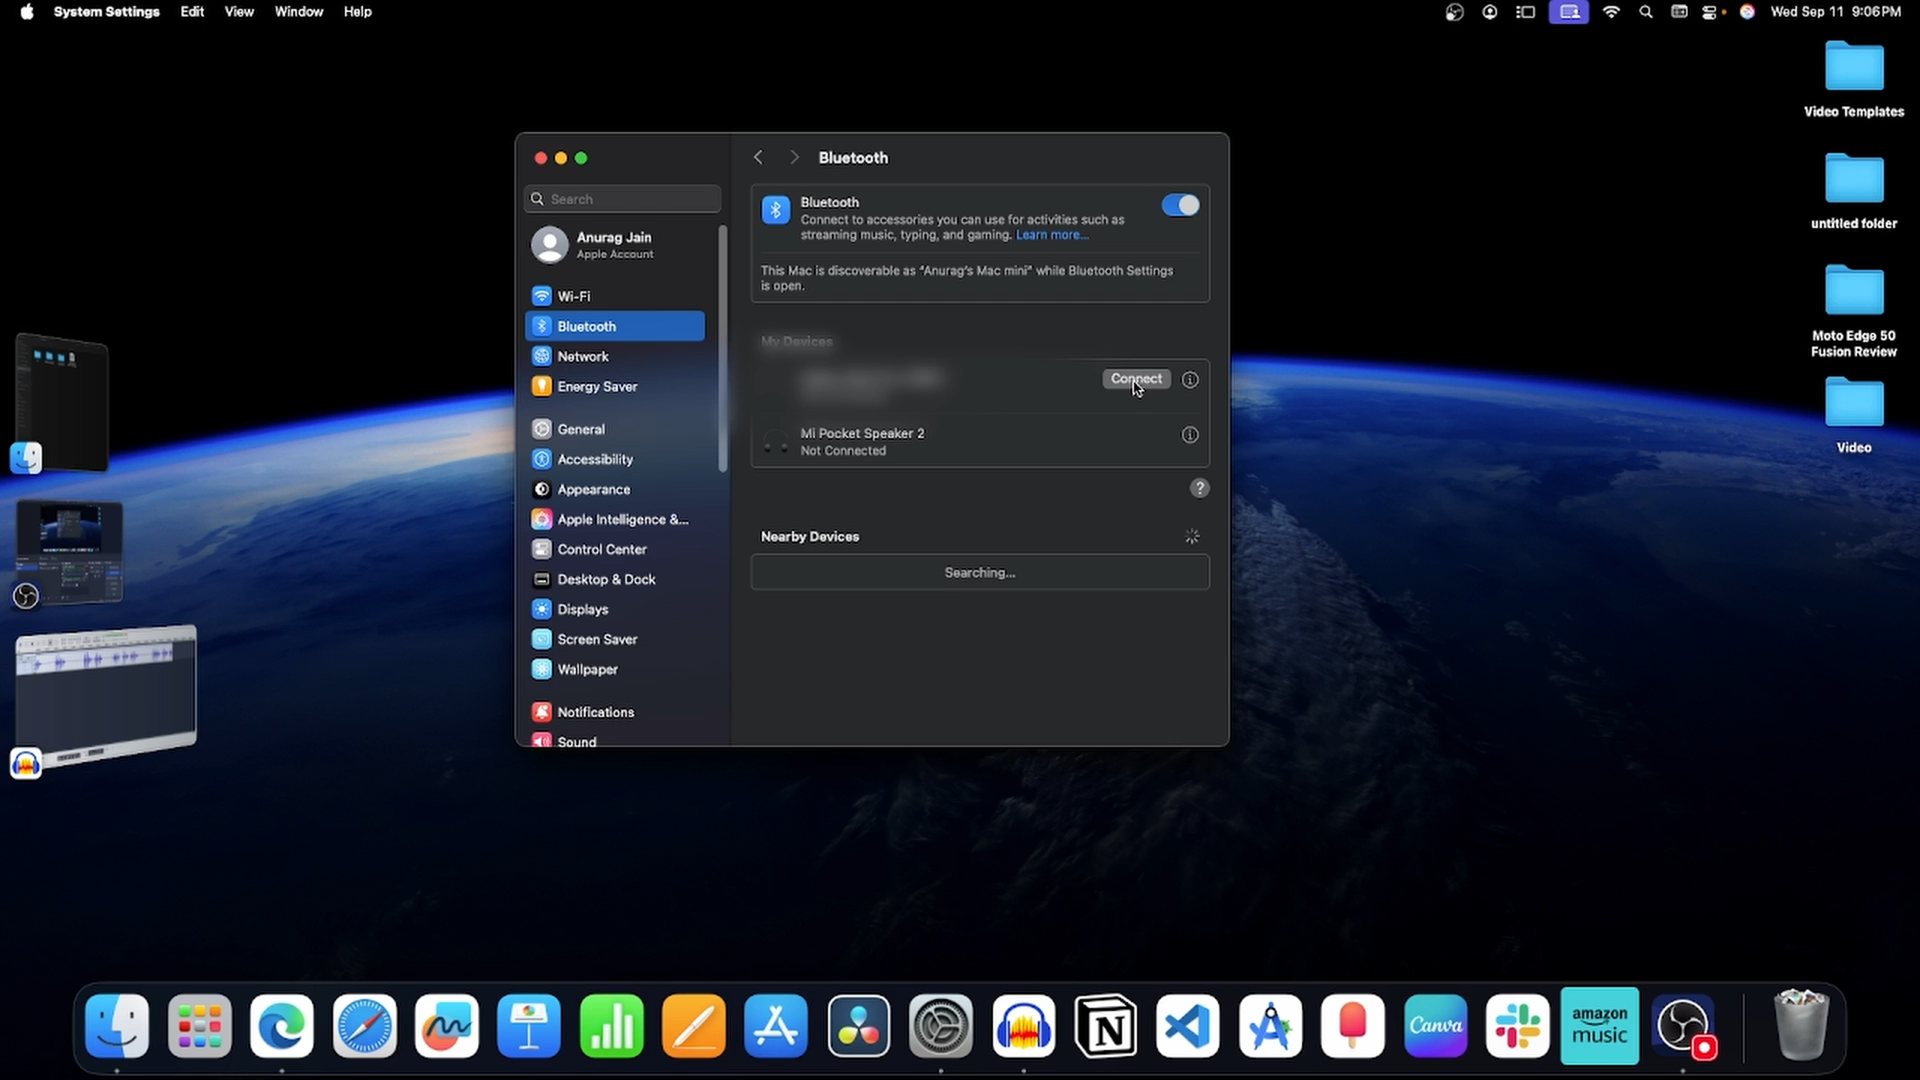 System Settings Edit View Window Help
Wed Sep 11 9:06 PM
Video Templates
untitled folder
Moto Edge 50
Fusion Review
Video
Search
Anurag Jain
Apple Account
Wi-Fi
Bluetooth
Network
Energy Saver
General
Accessibility
Appearance
Apple Intelligence &...
Control Center
Desktop & Dock
Displays
Screen Saver
Wallpaper
Notifications
Sound
Bluetooth
Bluetooth
Connect to accessories you can use for activities such as
streaming music, typing, and gaming. Learn more...
This Mac is discoverable as "Anurag's Mac mini" while Bluetooth Settings
is open.
My Devices
Connect
Mi Pocket Speaker 2
Not Connected
?
Nearby Devices
Searching...
Canva
amazon
music